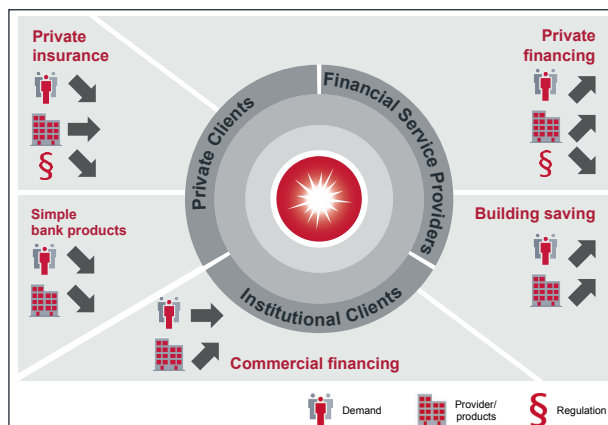 Private
insurance
§
Private
financing
§
Private Clients
Financial Service Providers
Institutional Clients
Simple
bank products
Building saving
Commercial financing
Demand
Provider/
products
§ Regulation